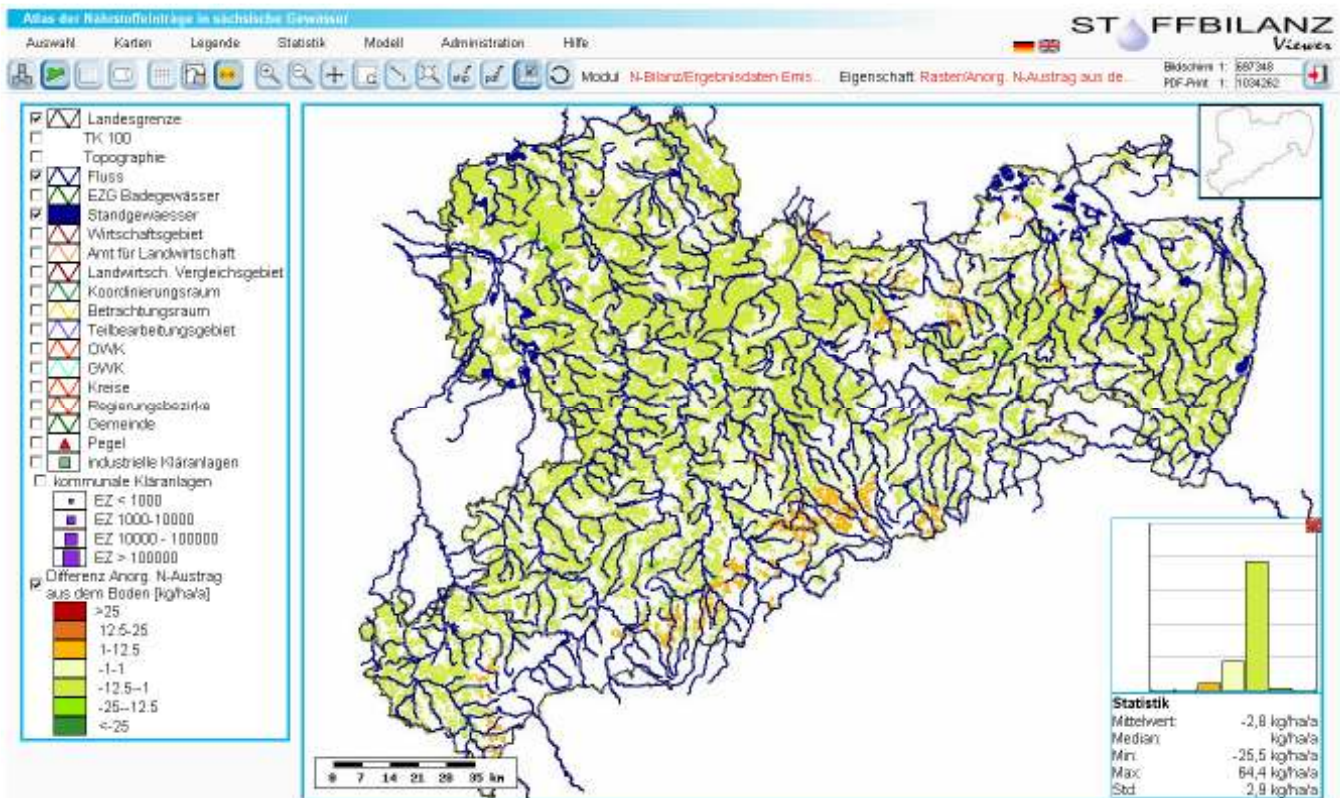 Atlas der Nährstoffeinträge in sächsische Gewässer
STOFFBILANZ
Viewer
Auswahl Karten Legende Statistik Modell Administration Hilfe
Modul N-Bilanz/Ergebnisdaten Emis... Eigenschaft Raster/Anorg. N-Austrag aus de...
Bildschirm 1: 687348
PDF-Print 1: 1034262
Landesgrenze
TK 100
Topographie
Fluss
EZG Badegewässer
Standgewaesser
Wirtschaftsgebiet
Amt für Landwirtschaft
Landwirtsch. Vergleichsgebiet
Koordinierungsraum
Betrachtungsraum
Teilbearbeitungsgebiet
OWK
GWK
Kreise
Regierungsbezirke
Gemeinde
Pegel
industrielle Kläranlagen
kommunale Kläranlagen
EZ < 1000
EZ 1000-10000
EZ 10000 - 100000
EZ > 100000
Differenz Anorg. N-Austrag
aus dem Boden [kg/ha/a]
>25
12.5-25
1-12.5
-1-1
-12.5--1
-25--12.5
<-25
0 7 14 21 28 35 km
Statistik
Mittelwert: -2,8 kg/ha/a
Median: kg/ha/a
Min: -25,5 kg/ha/a
Max: 64,4 kg/ha/a
Std: 2,9 kg/ha/a